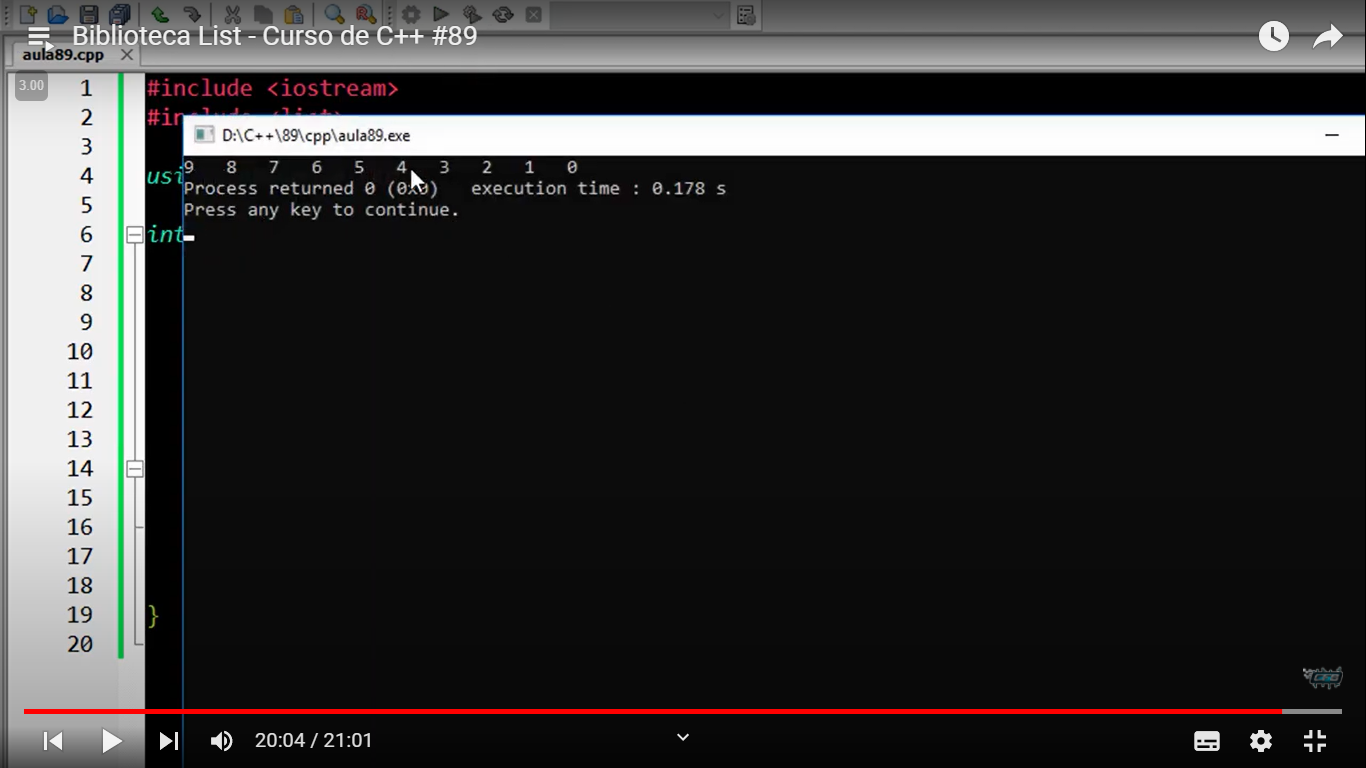 Biblioteca List - Curso de C++ #89
aula89.cpp
3.00
1 #include <iostream>
2 #include <list>
3
4 usi
5
6 int
7
8
9
10
11
12
13
14
15
16
17
18
19 }
20
D:\C++\89\cpp\aula89.exe
9 8 7 6 5 4 3 2 1 0
Process returned 0 (0x0) execution time : 0.178 s
Press any key to continue.
20:04 / 21:01